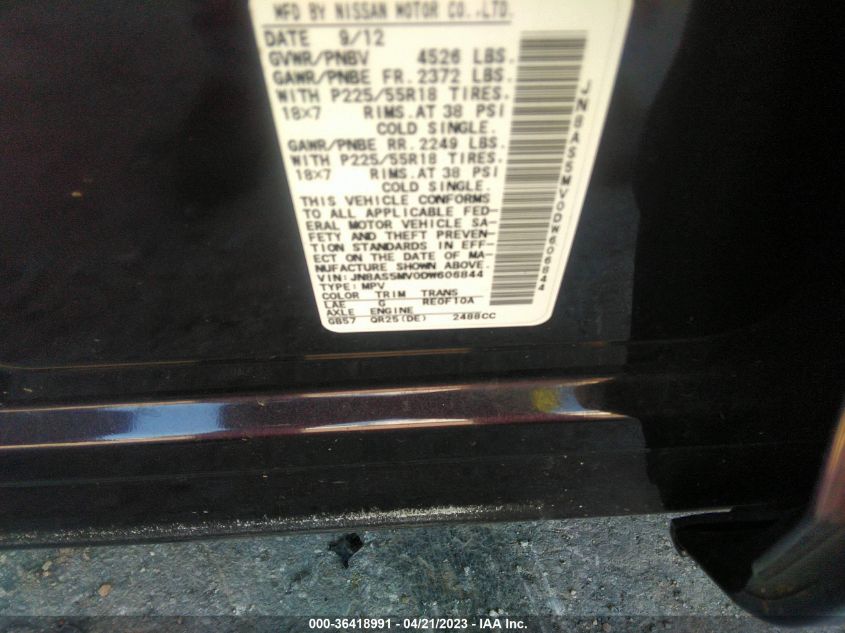 MFD BY NISSAN MOTOR CO.,LTD.
DATE 9/12
GVWR/PNBV 4526 LBS.
GAWR/PNBE FR. 2372 LBS.
WITH P225/55R18 TIRES.
18×7 RIMS.AT 38 PSI
COLD SINGLE.
GAWR/PNBE RR. 2249 LBS.
WITH P225/55R18 TIRES.
18×7 RIMS.AT 38 PSI
COLD SINGLE.
THIS VEHICLE CONFORMS
TO ALL APPLICABLE FED-
ERAL MOTOR VEHICLE SA-
FETY AND THEFT PREVEN-
TION STANDARDS IN EFF-
ECT ON THE DATE OF MA-
NUFACTURE SHOWN ABOVE.
VIN: JN8AS5MV0DW606844
TYPE: MPV
COLOR TRIM TRANS
LAE G RE0F10A
AXLE ENGINE
GB57 QR25(DE) 2488CC
JN8AS5MV0DW606844
000-36418991 - 04/21/2023 - IAA Inc.